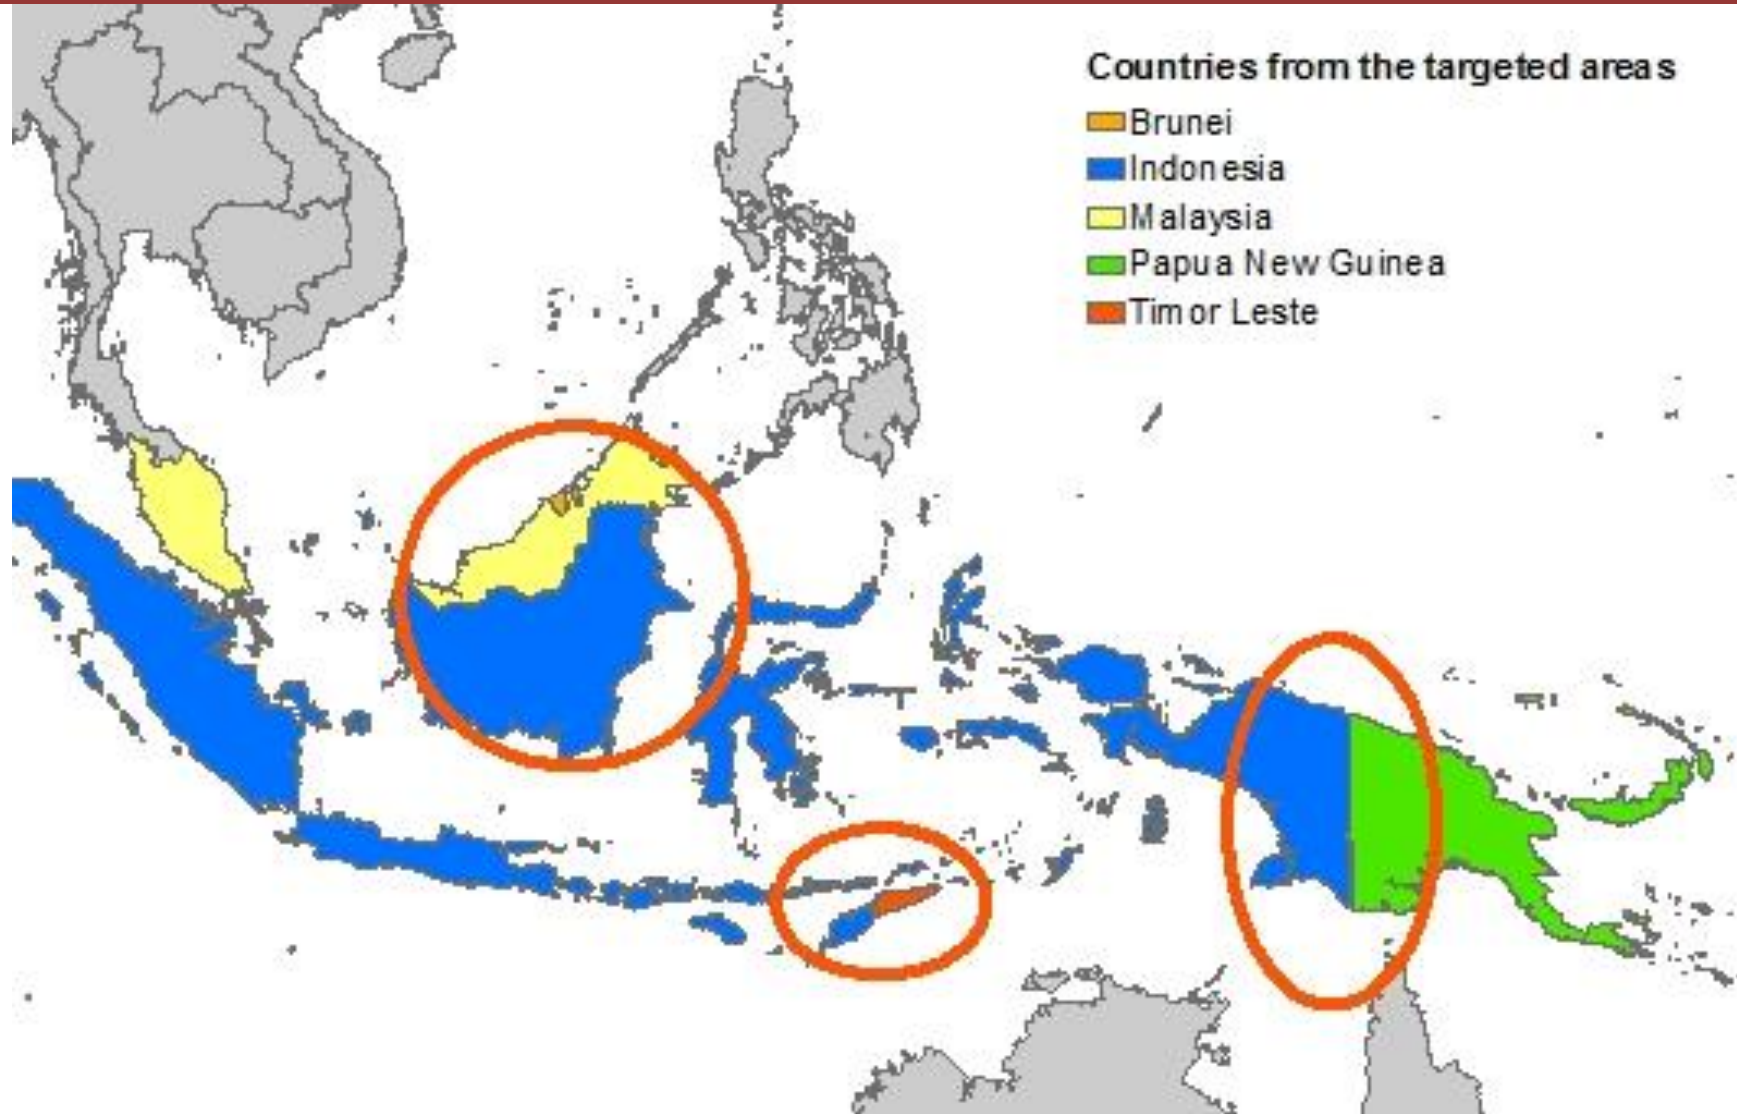 Countries from the targeted areas
Brunei
Indonesia
Malaysia
Papua New Guinea
Timor Leste